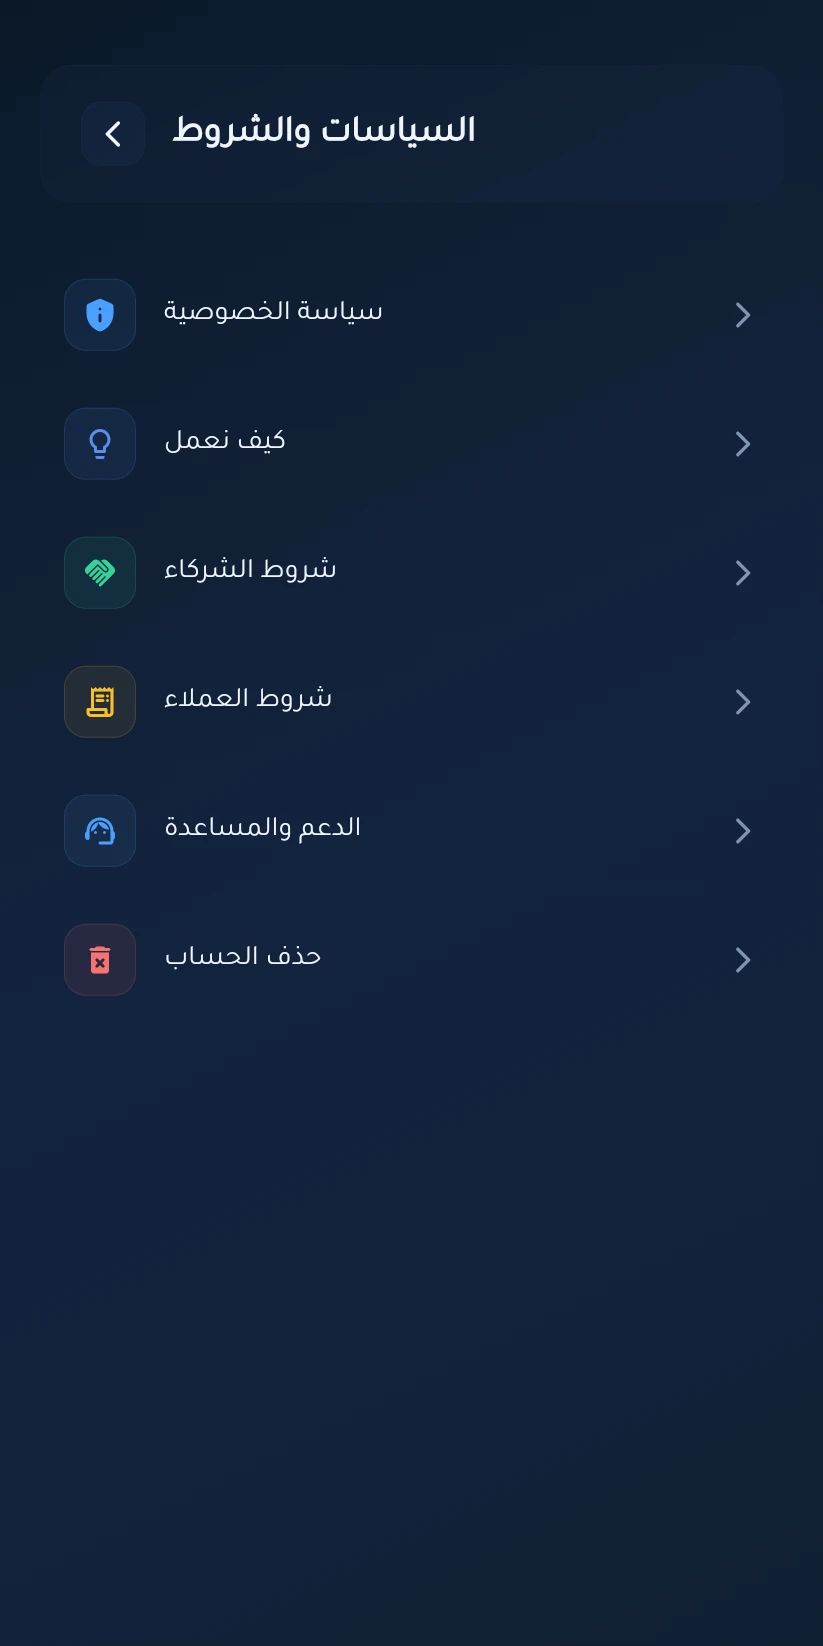 السياسات والشروط
سياسة الخصوصية
كيف نعمل
شروط الشركاء
شروط العملاء
الدعم والمساعدة
حذف الحساب